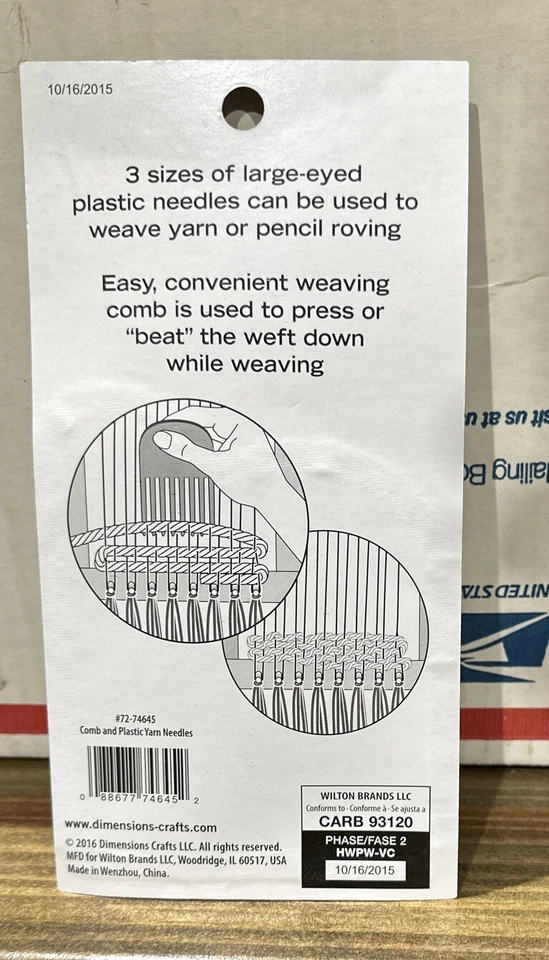 10/16/2015
3 sizes of large-eyed
plastic needles can be used to
weave yarn or pencil roving
Easy, convenient weaving
comb is used to press or
“beat” the weft down
while weaving
#72-74645
Comb and Plastic Yarn Needles
0 88677 74645 2
www.dimensions-crafts.com
© 2016 Dimensions Crafts LLC. All rights reserved.
MFD for Wilton Brands LLC, Woodridge, IL 60517, USA
Made in Wenzhou, China.
WILTON BRANDS LLC
Conforms to - Conforme à - Se ajusta a
CARB 93120
PHASE/FASE 2
HWPW-VC
10/16/2015
us at us